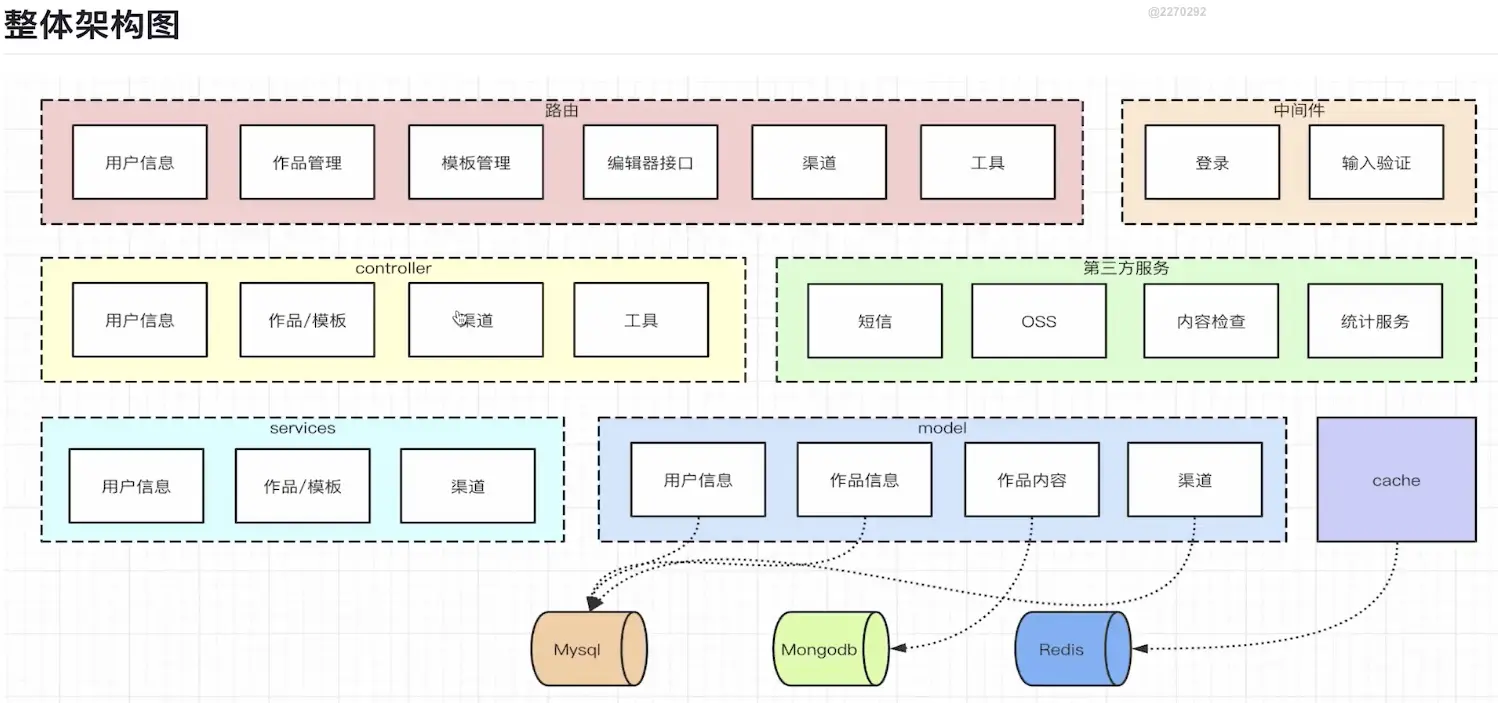 @2270292
整体架构图
路由
用户信息
作品管理
模板管理
编辑器接口
渠道
工具
中间件
登录
输入验证
controller
用户信息
作品/模板
渠道
工具
第三方服务
短信
OSS
内容检查
统计服务
services
用户信息
作品/模板
渠道
model
用户信息
作品信息
作品内容
渠道
cache
Mysql
Mongodb
Redis